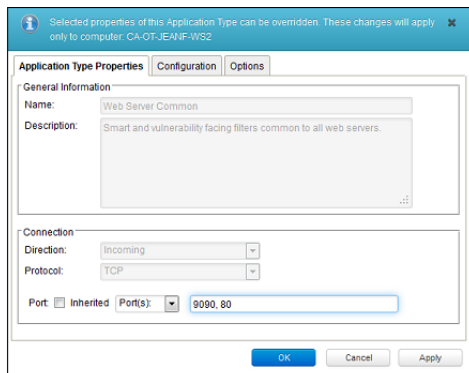 Selected properties of this Application Type can be overridden. These changes will apply
only to computer: CA-OT-JEANF-WS2
Application Type Properties
Configuration
Options
General Information
Name:
Web Server Common
Description:
Smart and vulnerability facing filters common to all web servers.
Connection
Direction:
Incoming
Protocol:
TCP
Port:
Inherited
Port(s):
9090, 80
OK
Cancel
Apply